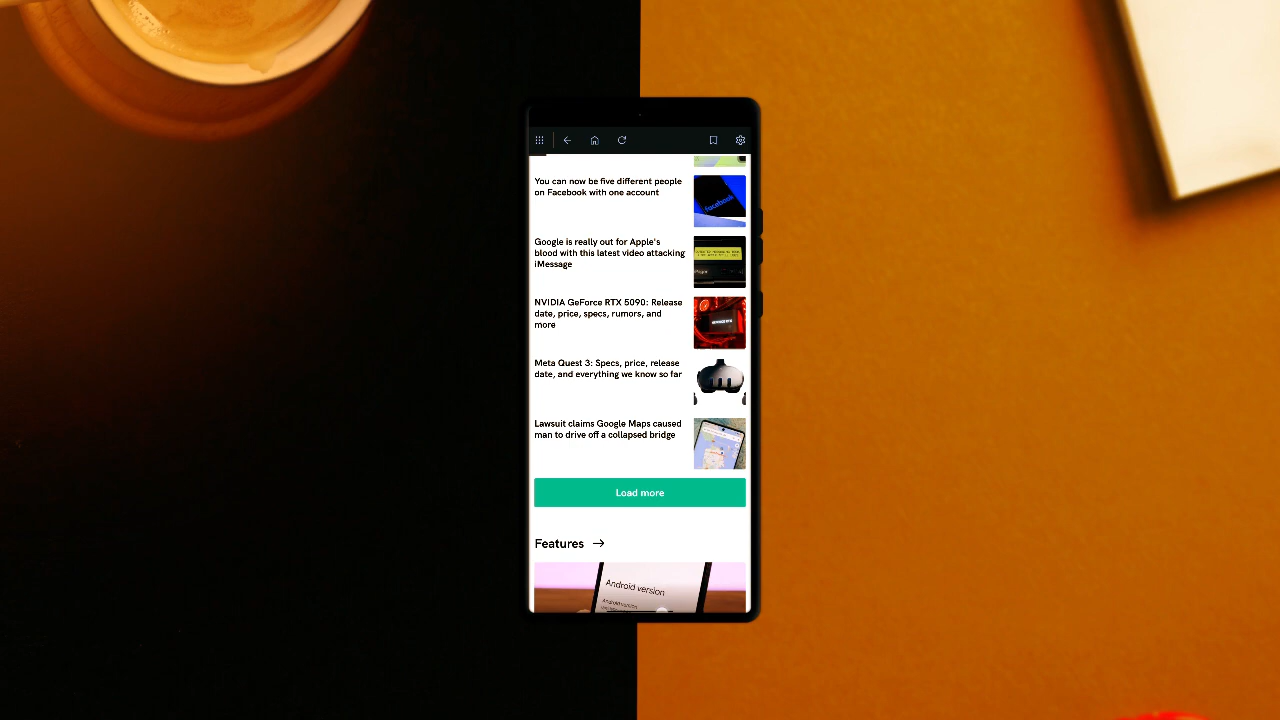 You can now be five different people
on Facebook with one account
facebook
Google is really out for Apple's
blood with this latest video attacking
iMessage
NVIDIA GeForce RTX 5090: Release
date, price, specs, rumors, and
more
Meta Quest 3: Specs, price, release
date, and everything we know so far
Lawsuit claims Google Maps caused
man to drive off a collapsed bridge
Load more
Features →
Android version
Android version